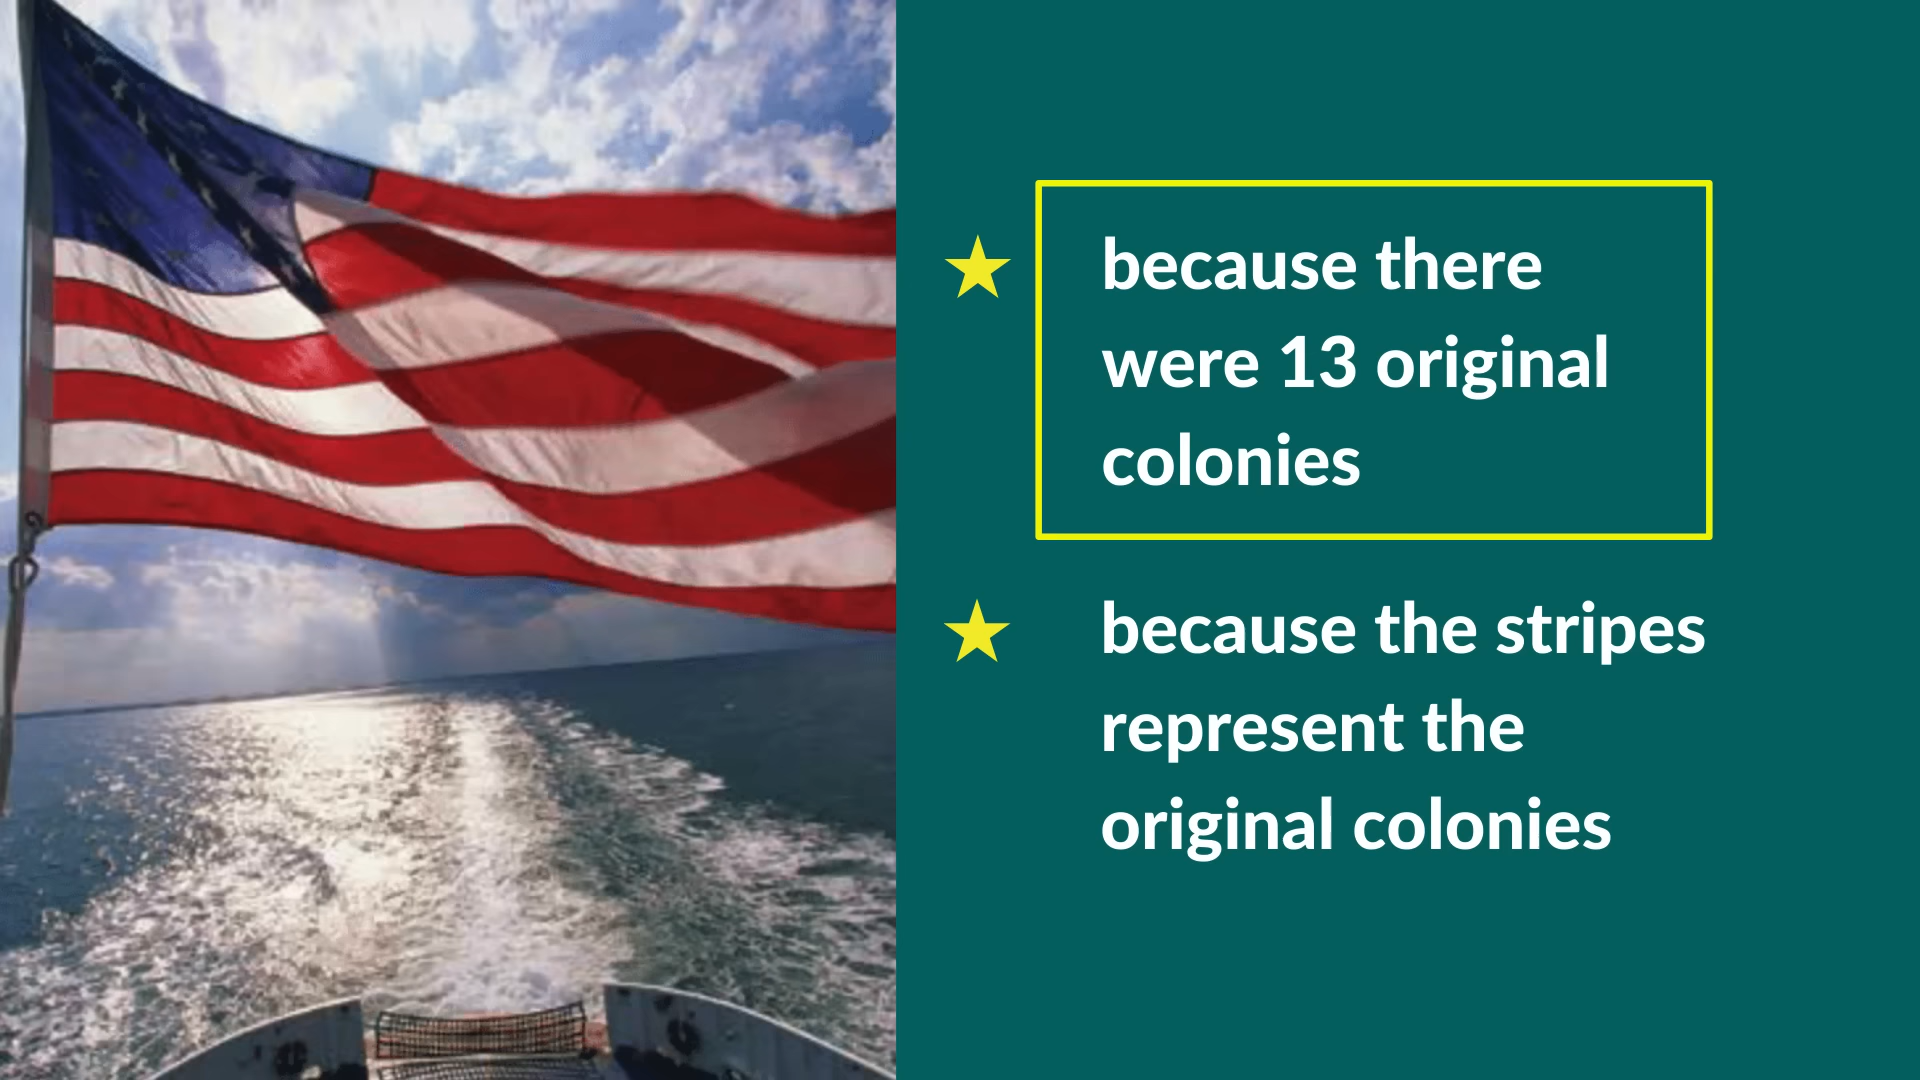 because there
were 13 original
colonies
because the stripes
represent the
original colonies